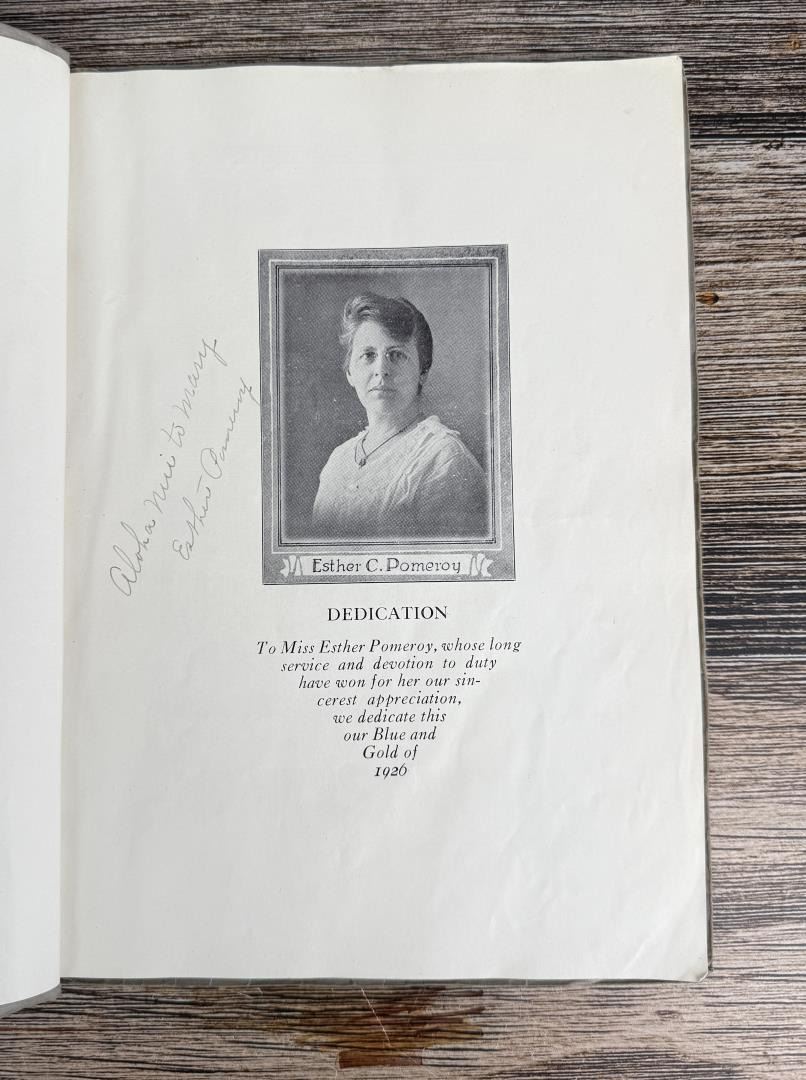 Aloha Nui to Mary
Esther Pomeroy
Esther C. Pomeroy
DEDICATION
To Miss Esther Pomeroy, whose long
service and devotion to duty
have won for her our sin-
cerest appreciation,
we dedicate this
our Blue and
Gold of
1926